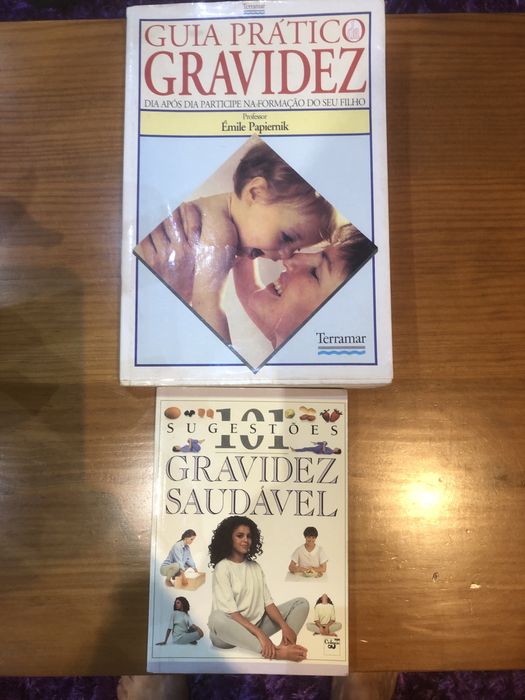 Terramar
GUIA PRÁTICO da
GRAVIDEZ
DIA APÓS DIA PARTICIPE NA FORMAÇÃO DO SEU FILHO
Professor
Émile Papiernik
Terramar
101
SUGESTÕES
GRAVIDEZ
SAUDÁVEL